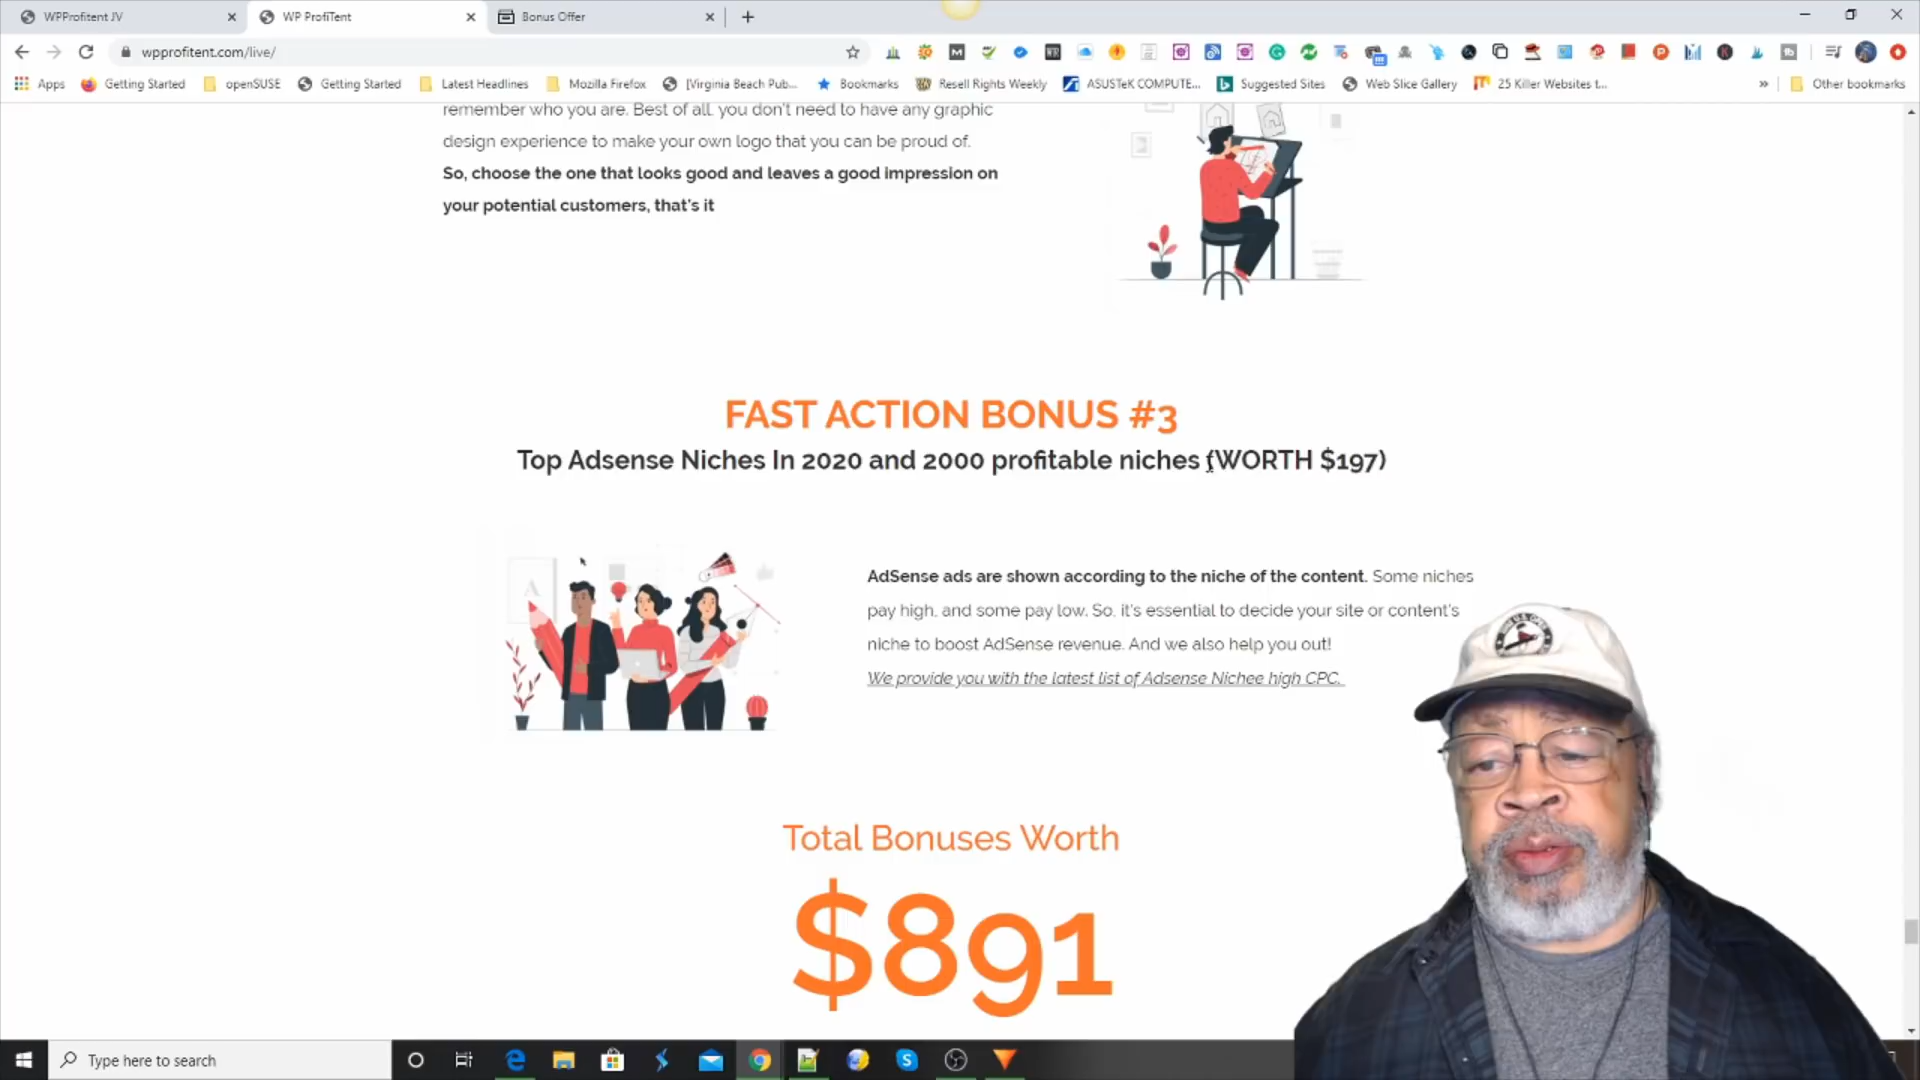 WPProfitent JV
WP ProfiTent
Bonus Offer
wpprofitent.com/live/
Apps
Getting Started
openSUSE
Getting Started
Latest Headlines
Mozilla Firefox
[Virginia Beach Pub...
Bookmarks
Resell Rights Weekly
ASUSTeK COMPUTE...
Suggested Sites
Web Slice Gallery
25 Killer Websites t...
Other bookmarks
remember who you are. Best of all, you don't need to have any graphic
design experience to make your own logo that you can be proud of.
So, choose the one that looks good and leaves a good impression on
your potential customers, that's it
FAST ACTION BONUS #3
Top Adsense Niches In 2020 and 2000 profitable niches (WORTH $197)
AdSense ads are shown according to the niche of the content. Some niches
pay high, and some pay low. So, it's essential to decide your site or content's
niche to boost AdSense revenue. And we also help you out!
We provide you with the latest list of Adsense Nichee high CPC.
Total Bonuses Worth
$891
Type here to search